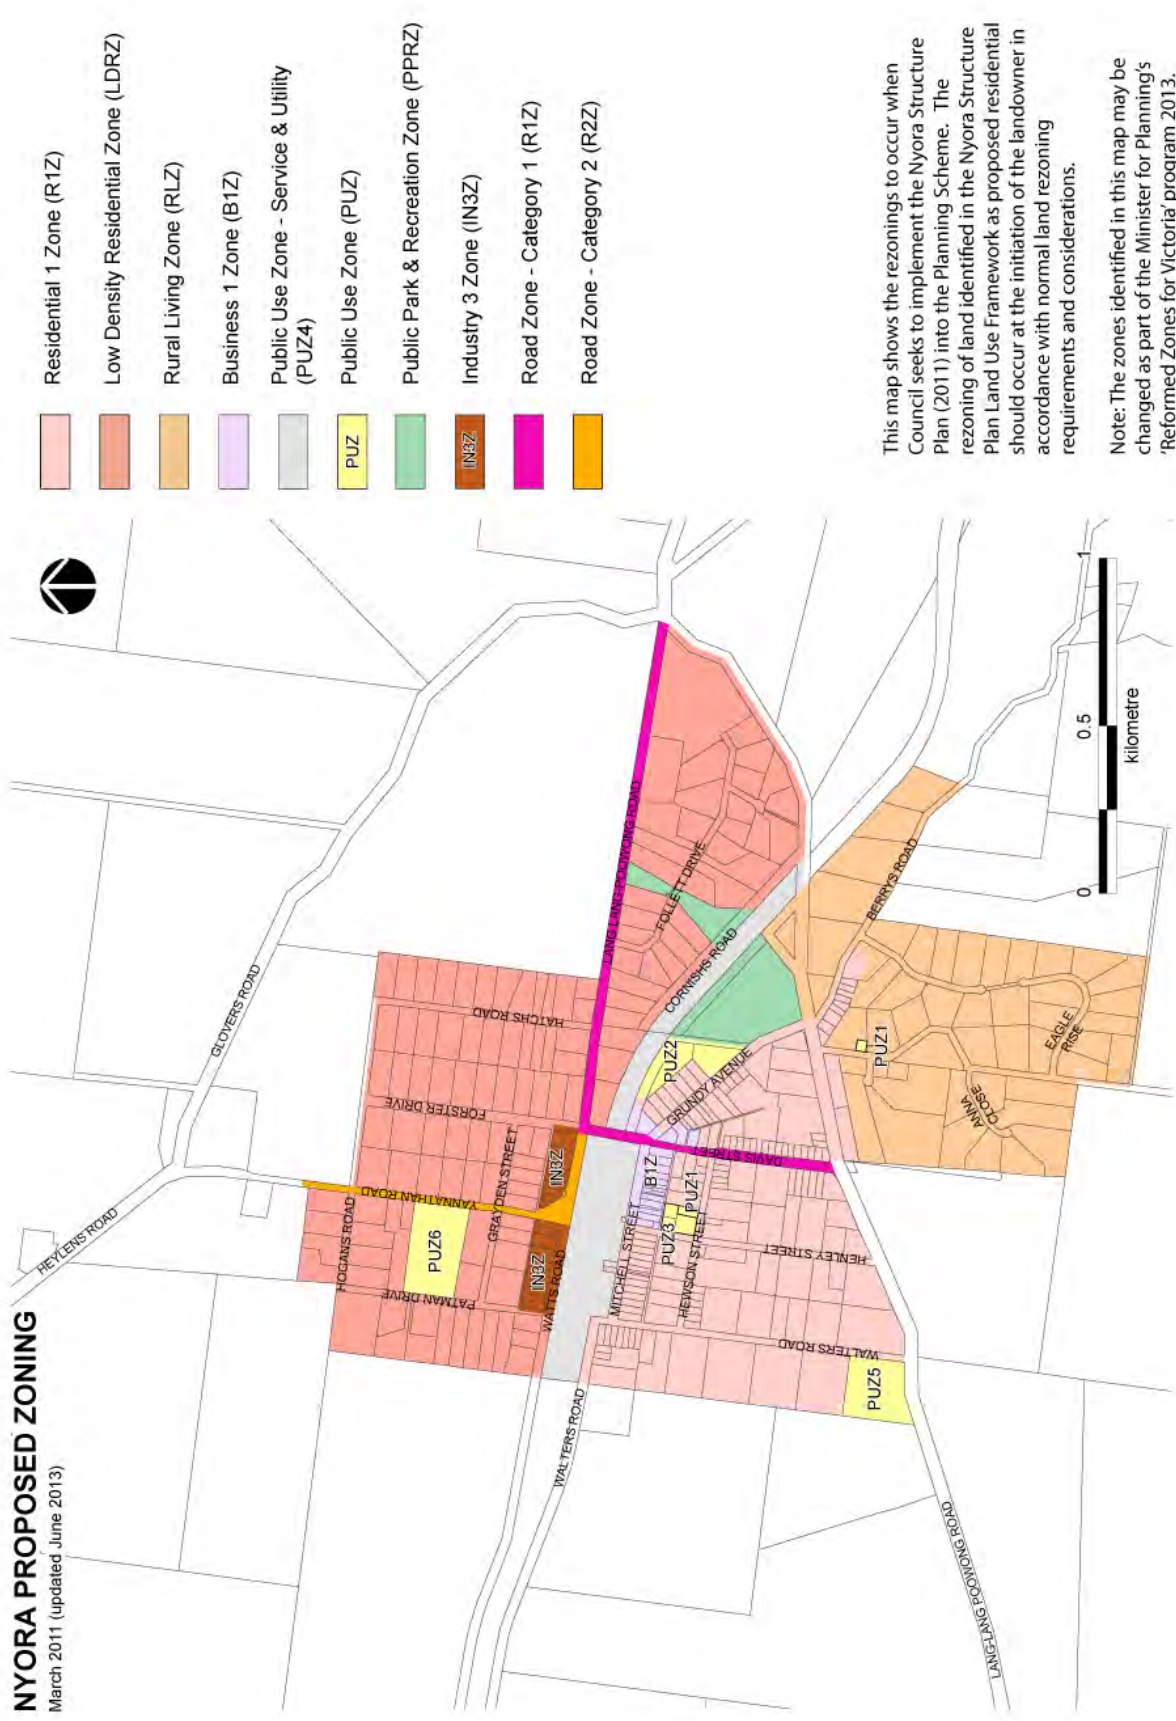 NYORA PROPOSED ZONING
March 2011 (updated June 2013)
HEYLENS ROAD
GLOVERS ROAD
HOGANS ROAD
YANNATHAN ROAD
PATMAN DRIVE
PUZ6
GRAYDEN STREET
FORSTER DRIVE
HATCHS ROAD
IN3Z
IN3Z
WATTS ROAD
WALTERS ROAD
LANG LANG-POOWONG ROAD
FOLLETT DRIVE
CORNISHS ROAD
PUZ2
GRUNDY AVENUE
MITCHELL STREET
B1Z
PUZ3
PUZ1
HEWSON STREET
DAVIS STREET
HENLEY STREET
WALTERS ROAD
PUZ5
LANG-LANG POOWONG ROAD
BERRYS ROAD
PUZ1
ANNA
CLOSE
EAGLE
RISE
0
0.5
1
kilometre
Residential 1 Zone (R1Z)
Low Density Residential Zone (LDRZ)
Rural Living Zone (RLZ)
Business 1 Zone (B1Z)
Public Use Zone - Service & Utility
(PUZ4)
PUZ
Public Use Zone (PUZ)
Public Park & Recreation Zone (PPRZ)
IN3Z
Industry 3 Zone (IN3Z)
Road Zone - Category 1 (R1Z)
Road Zone - Category 2 (R2Z)
This map shows the rezonings to occur when
Council seeks to implement the Nyora Structure
Plan (2011) into the Planning Scheme. The
rezoning of land identified in the Nyora Structure
Plan Land Use Framework as proposed residential
should occur at the initiation of the landowner in
accordance with normal land rezoning
requirements and considerations.
Note: The zones identified in this map may be
changed as part of the Minister for Planning's
'Reformed Zones for Victoria' program 2013.